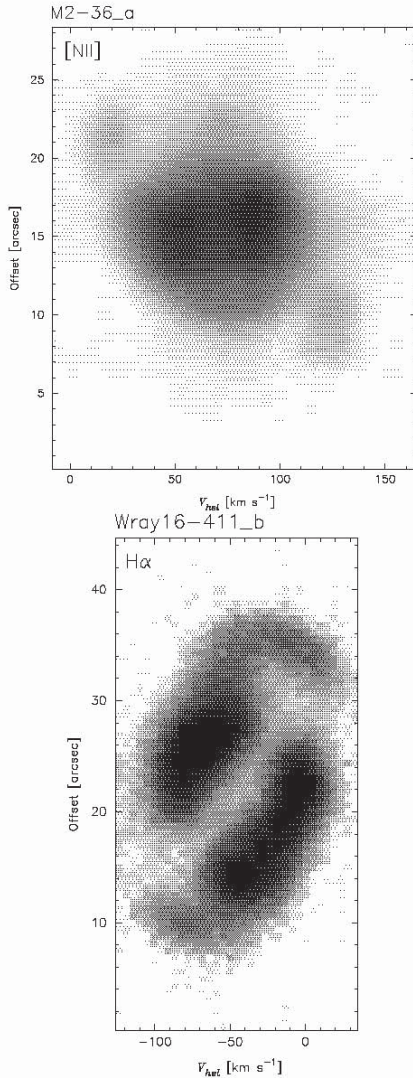 M2-36_a
[NII]
25
20
15
10
5
Offset [arcsec]
0 50 100 150
V_hel [km s⁻¹]
Wray16-411_b
Hα
40
30
20
10
Offset [arcsec]
-100 -50 0
V_hel [km s⁻¹]